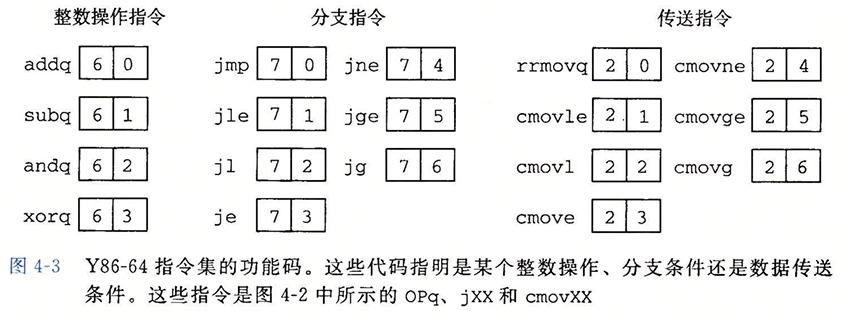 整数操作指令 分支指令 传送指令
addq 6 0 jmp 7 0 jne 7 4 rrmovq 2 0 cmovne 2 4
subq 6 1 jle 7 1 jge 7 5 cmovle 2 1 cmovge 2 5
andq 6 2 jl 7 2 jg 7 6 cmovl 2 2 cmovg 2 6
xorq 6 3 je 7 3 cmove 2 3
图 4-3 Y86-64 指令集的功能码。这些代码指明是某个整数操作、分支条件还是数据传送
条件。这些指令是图 4-2 中所示的 OPq、jXX 和 cmovXX